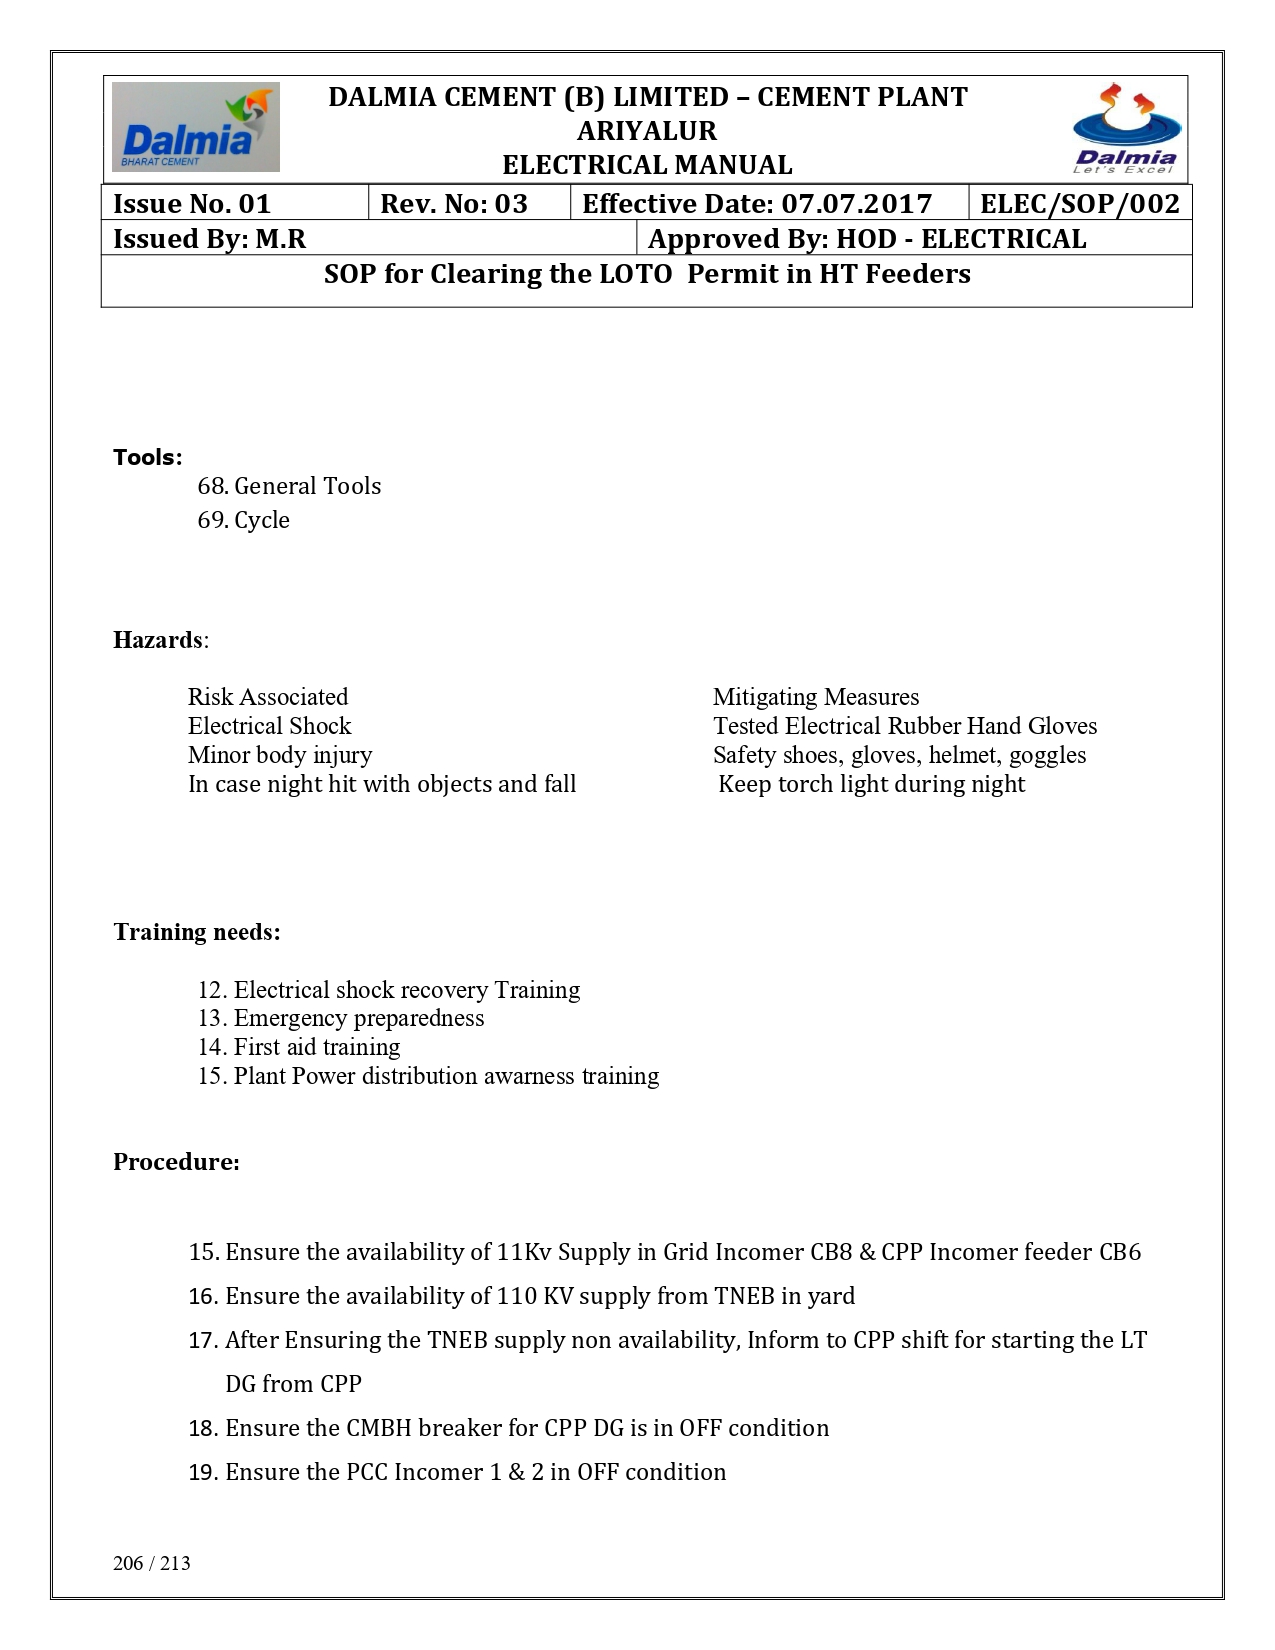 Dalmia
BHARAT CEMENT
DALMIA CEMENT (B) LIMITED – CEMENT PLANT
ARIYALUR
ELECTRICAL MANUAL
Dalmia
Let's Excel
Issue No. 01 Rev. No: 03 Effective Date: 07.07.2017 ELEC/SOP/002
Issued By: M.R Approved By: HOD - ELECTRICAL
SOP for Clearing the LOTO Permit in HT Feeders
Tools:
68. General Tools
69. Cycle
Hazards:
Risk Associated Mitigating Measures
Electrical Shock Tested Electrical Rubber Hand Gloves
Minor body injury Safety shoes, gloves, helmet, goggles
In case night hit with objects and fall Keep torch light during night
Training needs:
12. Electrical shock recovery Training
13. Emergency preparedness
14. First aid training
15. Plant Power distribution awarness training
Procedure:
15. Ensure the availability of 11Kv Supply in Grid Incomer CB8 & CPP Incomer feeder CB6
16. Ensure the availability of 110 KV supply from TNEB in yard
17. After Ensuring the TNEB supply non availability, Inform to CPP shift for starting the LT
DG from CPP
18. Ensure the CMBH breaker for CPP DG is in OFF condition
19. Ensure the PCC Incomer 1 & 2 in OFF condition
206 / 213